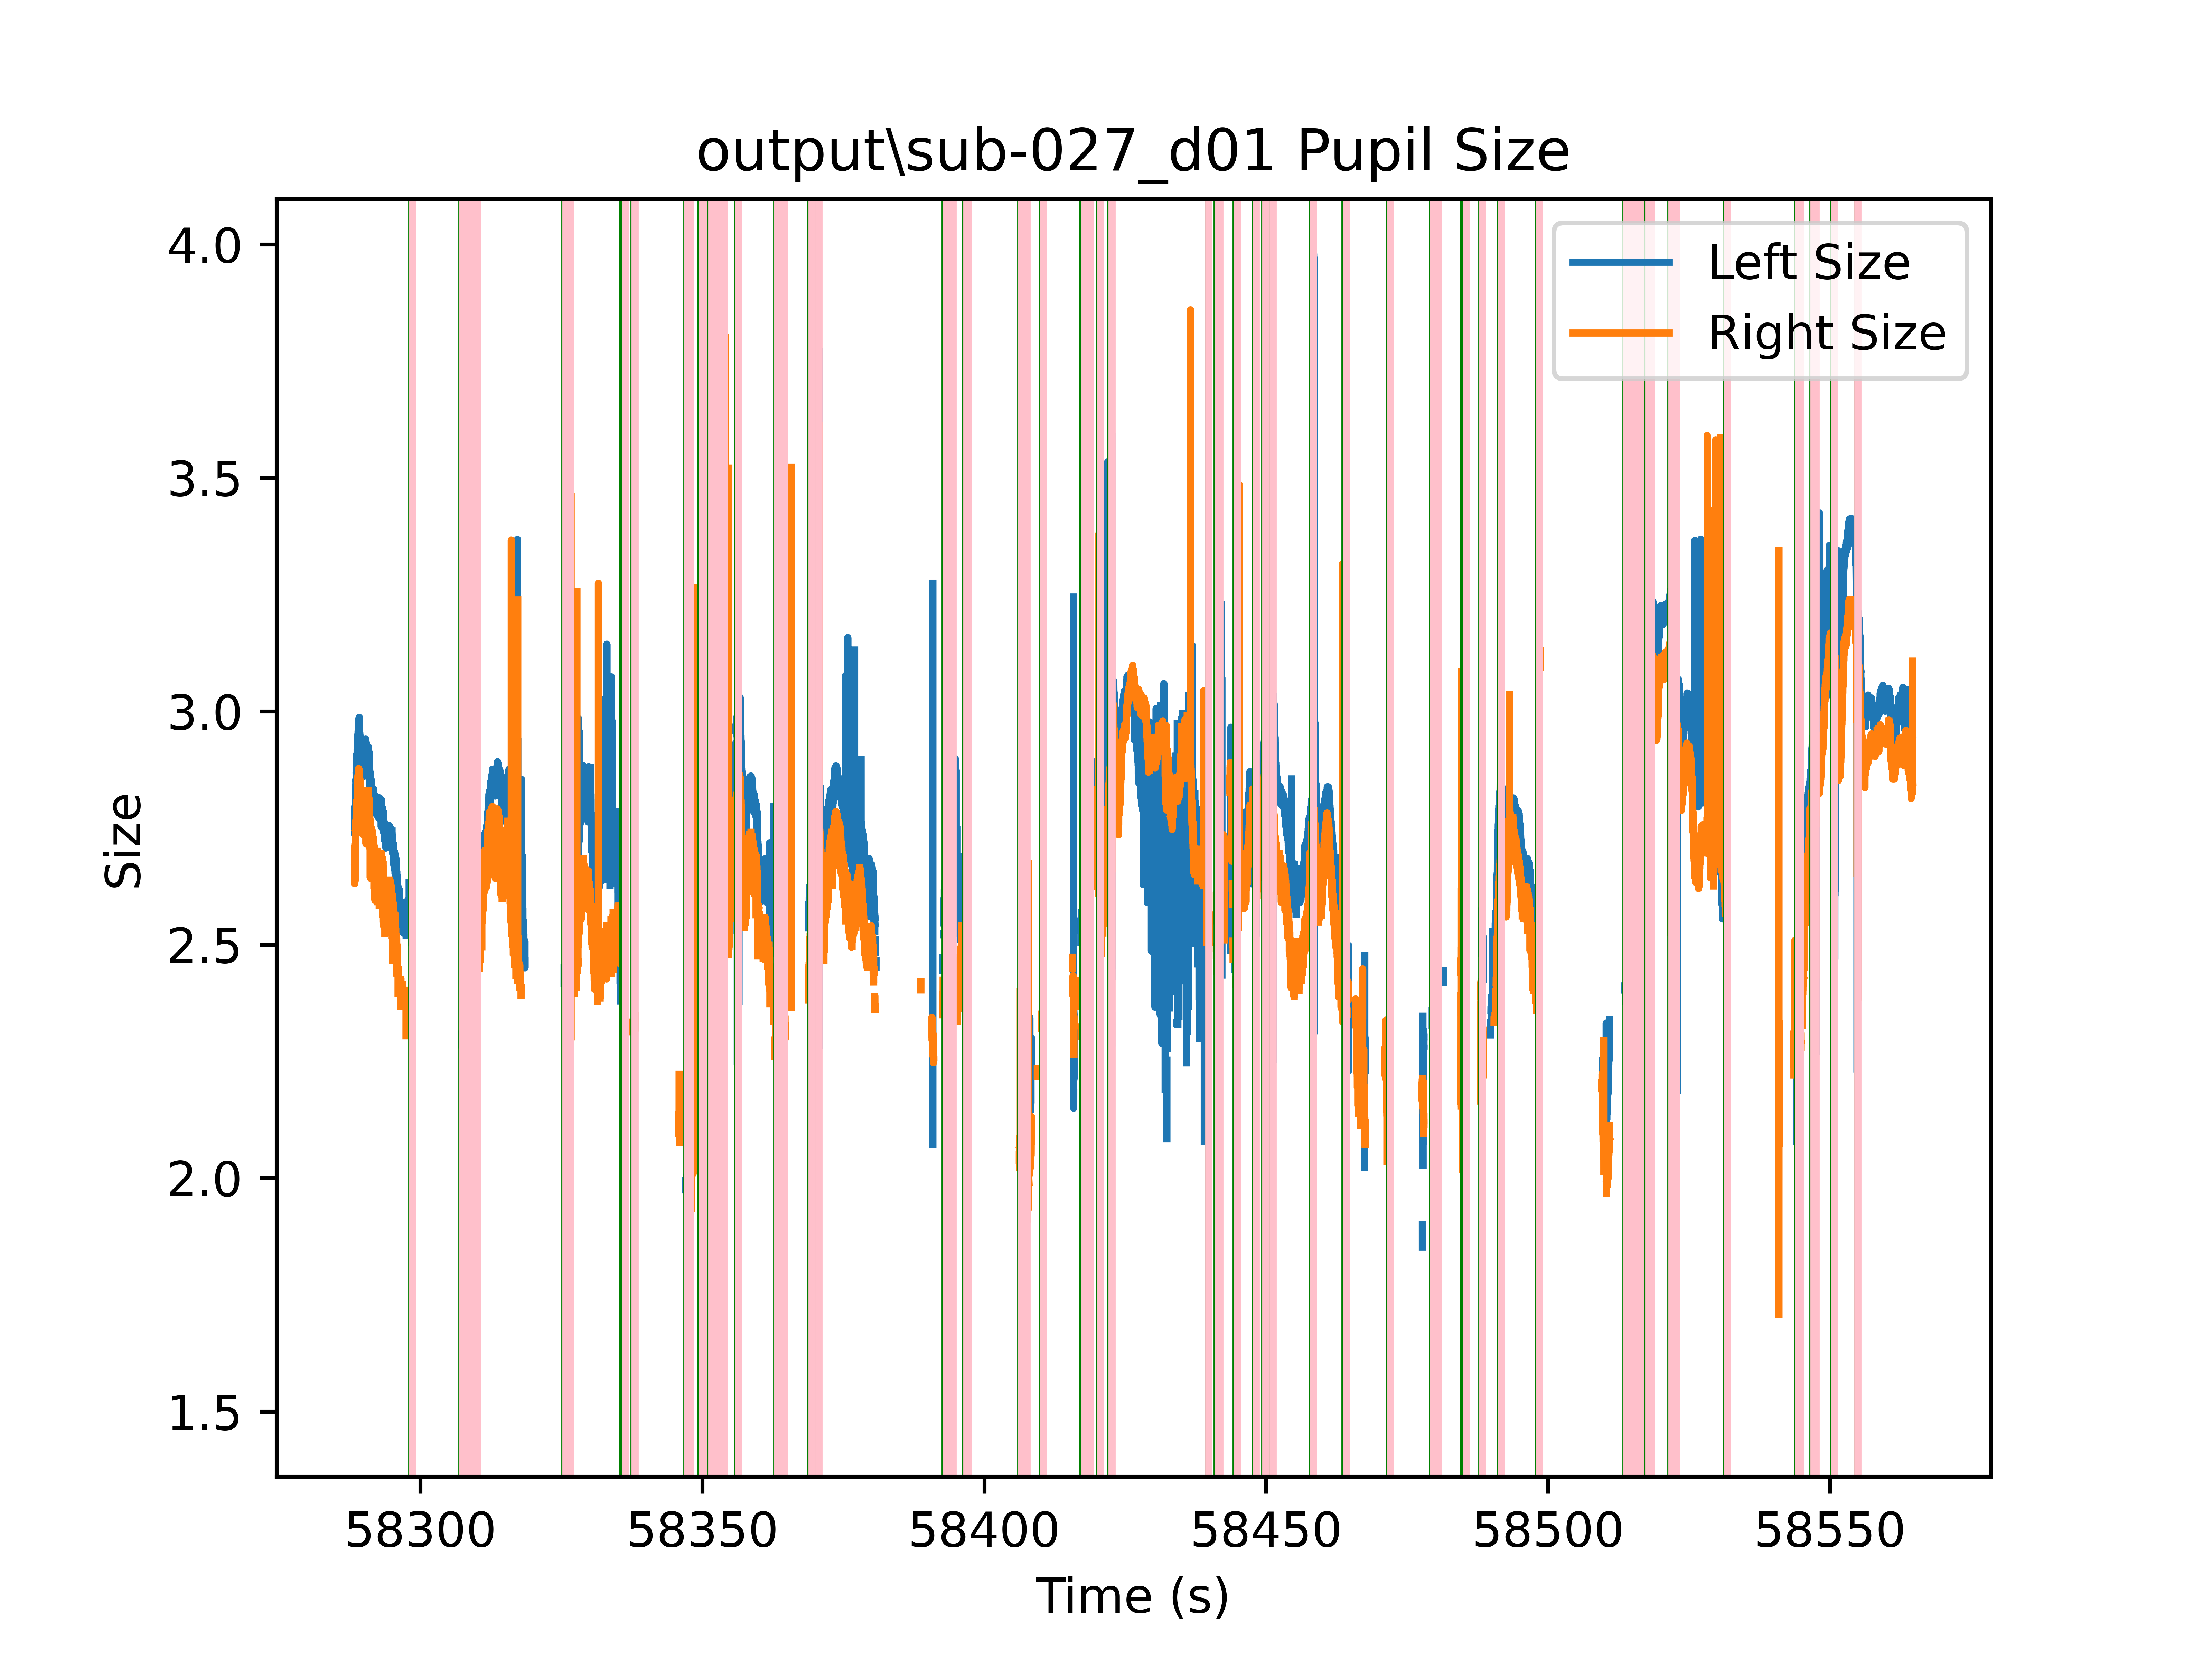 output\sub-027_d01 Pupil Size
Left Size
Right Size
4.0
3.5
3.0
2.5
2.0
1.5
Size
58300
58350
58400
58450
58500
58550
Time (s)